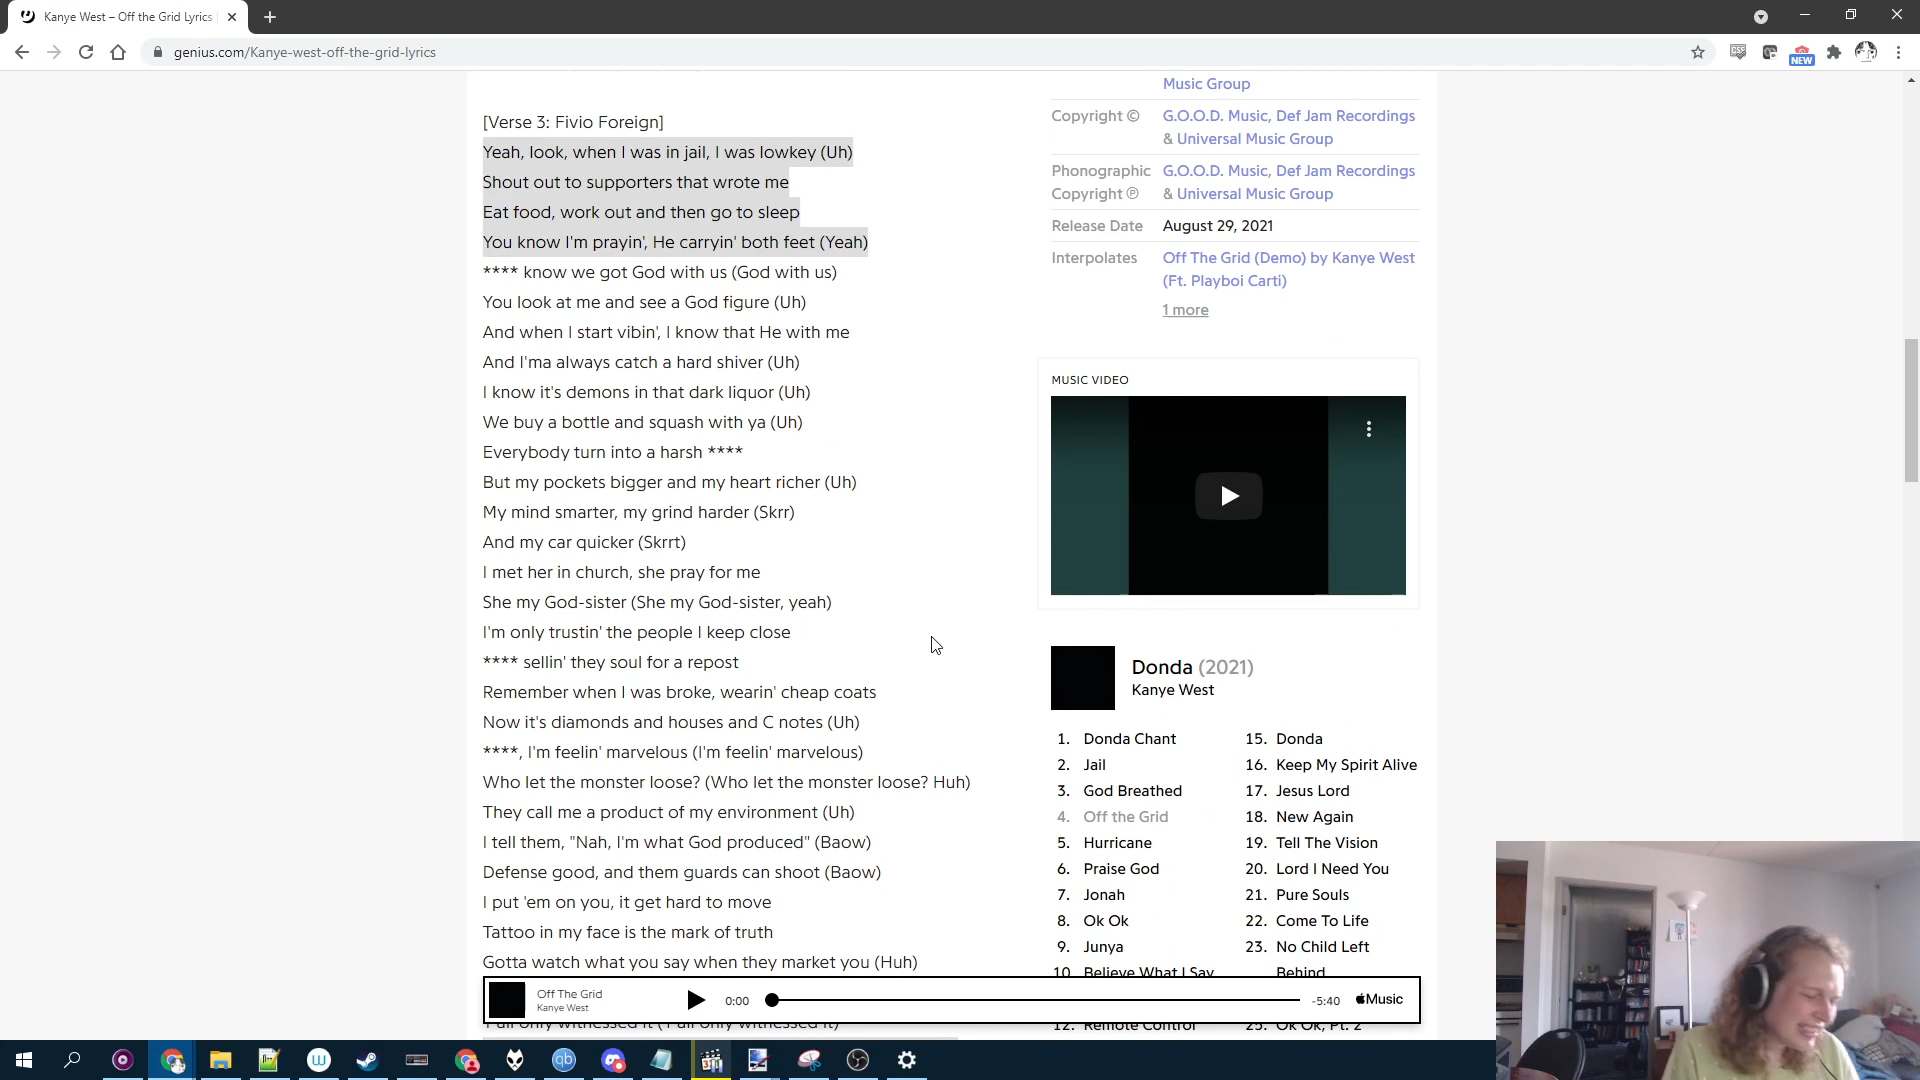 Kanye West – Off the Grid Lyrics
genius.com/Kanye-west-off-the-grid-lyrics
NEW
[Verse 3: Fivio Foreign]
Yeah, look, when I was in jail, I was lowkey (Uh)
Shout out to supporters that wrote me
Eat food, work out and then go to sleep
You know I'm prayin', He carryin' both feet (Yeah)
**** know we got God with us (God with us)
You look at me and see a God figure (Uh)
And when I start vibin', I know that He with me
And I'ma always catch a hard shiver (Uh)
I know it's demons in that dark liquor (Uh)
We buy a bottle and squash with ya (Uh)
Everybody turn into a harsh ****
But my pockets bigger and my heart richer (Uh)
My mind smarter, my grind harder (Skrr)
And my car quicker (Skrrt)
I met her in church, she pray for me
She my God-sister (She my God-sister, yeah)
I'm only trustin' the people I keep close
**** sellin' they soul for a repost
Remember when I was broke, wearin' cheap coats
Now it's diamonds and houses and C notes (Uh)
****, I'm feelin' marvelous (I'm feelin' marvelous)
Who let the monster loose? (Who let the monster loose? Huh)
They call me a product of my environment (Uh)
I tell them, "Nah, I'm what God produced" (Baow)
Defense good, and them guards can shoot (Baow)
I put 'em on you, it get hard to move
Tattoo in my face is the mark of truth
Gotta watch what you say when they market you (Huh)
Music Group
Copyright © G.O.O.D. Music, Def Jam Recordings
& Universal Music Group
Phonographic G.O.O.D. Music, Def Jam Recordings
Copyright ℗ & Universal Music Group
Release Date August 29, 2021
Interpolates Off The Grid (Demo) by Kanye West
(Ft. Playboi Carti)
1 more
MUSIC VIDEO
Donda (2021)
Kanye West
1. Donda Chant
2. Jail
3. God Breathed
4. Off the Grid
5. Hurricane
6. Praise God
7. Jonah
8. Ok Ok
9. Junya
10. Believe What I Say
12. Remote Control
15. Donda
16. Keep My Spirit Alive
17. Jesus Lord
18. New Again
19. Tell The Vision
20. Lord I Need You
21. Pure Souls
22. Come To Life
23. No Child Left
Behind
25. Ok Ok, Pt. 2
Off The Grid
Kanye West
0:00
-5:40
Music